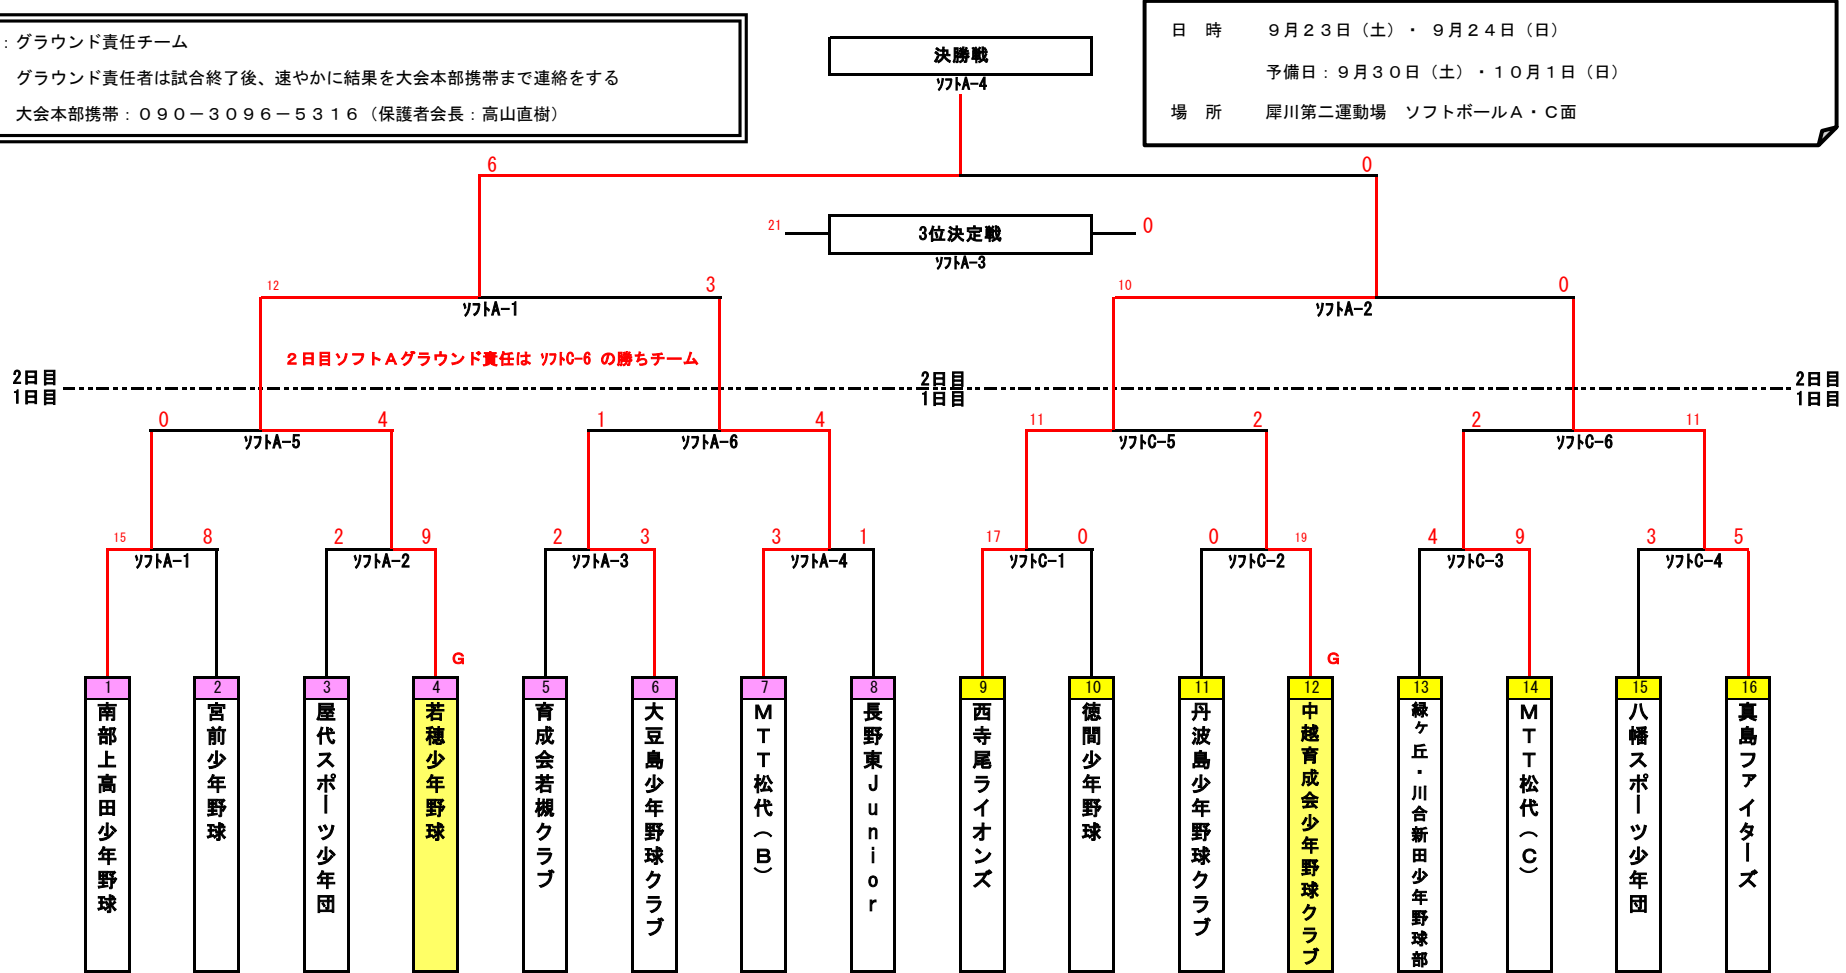 ：グラウンド責任チーム
グラウンド責任者は試合終了後、速やかに結果を大会本部携帯まで連絡をする
大会本部携帯：０９０－３０９６－５３１６（保護者会長：高山直樹）
日　時　　９月２３日（土）・ ９月２４日（日）
予備日：９月３０日（土）・１０月１日（日）
場　所　　犀川第二運動場　ソフトボールＡ・Ｃ面
決勝戦
ｿﾌﾄA-4
6
0
21
3位決定戦
0
ｿﾌﾄA-3
12
3
10
0
ｿﾌﾄA-1
ｿﾌﾄA-2
２日目ソフトＡグラウンド責任は ｿﾌﾄC-6 の勝ちチーム
2日目
2日目
2日目
1日目
1日目
1日目
0
4
1
4
11
2
2
11
ｿﾌﾄA-5
ｿﾌﾄA-6
ｿﾌﾄC-5
ｿﾌﾄC-6
15
8
2
9
2
3
3
1
17
0
0
19
4
9
3
5
ｿﾌﾄA-1
ｿﾌﾄA-2
ｿﾌﾄA-3
ｿﾌﾄA-4
ｿﾌﾄC-1
ｿﾌﾄC-2
ｿﾌﾄC-3
ｿﾌﾄC-4
G
G
1
南部上高田少年野球
2
宮前少年野球
3
屋代スポーツ少年団
4
若穂少年野球
5
育成会若槻クラブ
6
大豆島少年野球クラブ
7
ＭＴＴ松代（Ｂ）
8
長野東Ｊｕｎｉｏｒ
9
西寺尾ライオンズ
10
徳間少年野球
11
丹波島少年野球クラブ
12
中越育成会少年野球クラブ
13
緑ヶ丘・川合新田少年野球部
14
ＭＴＴ松代（Ｃ）
15
八幡スポーツ少年団
16
真島ファイターズ